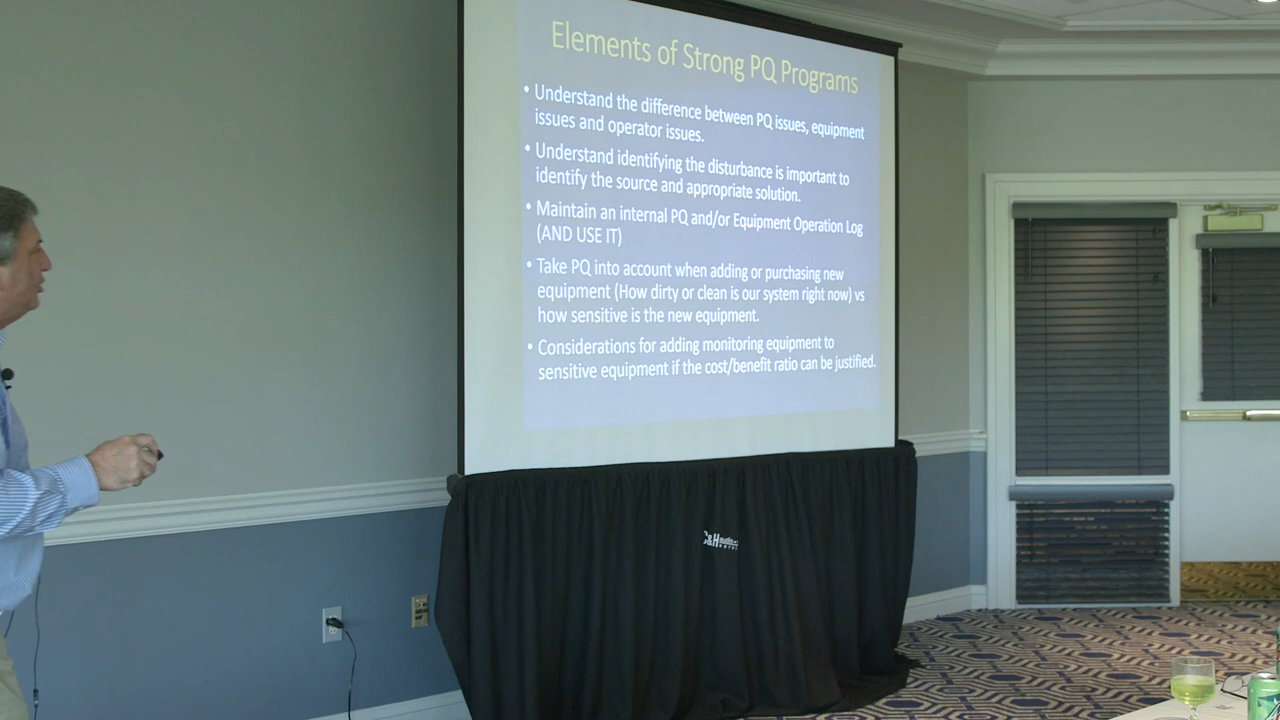 Elements of Strong PQ Programs
• Understand the difference between PQ issues, equipment
issues and operator issues.
• Understand identifying the disturbance is important to
identify the source and appropriate solution.
• Maintain an internal PQ and/or Equipment Operation Log
(AND USE IT)
• Take PQ into account when adding or purchasing new
equipment (How dirty or clean is our system right now) vs
how sensitive is the new equipment.
• Considerations for adding monitoring equipment to
sensitive equipment if the cost/benefit ratio can be justified.